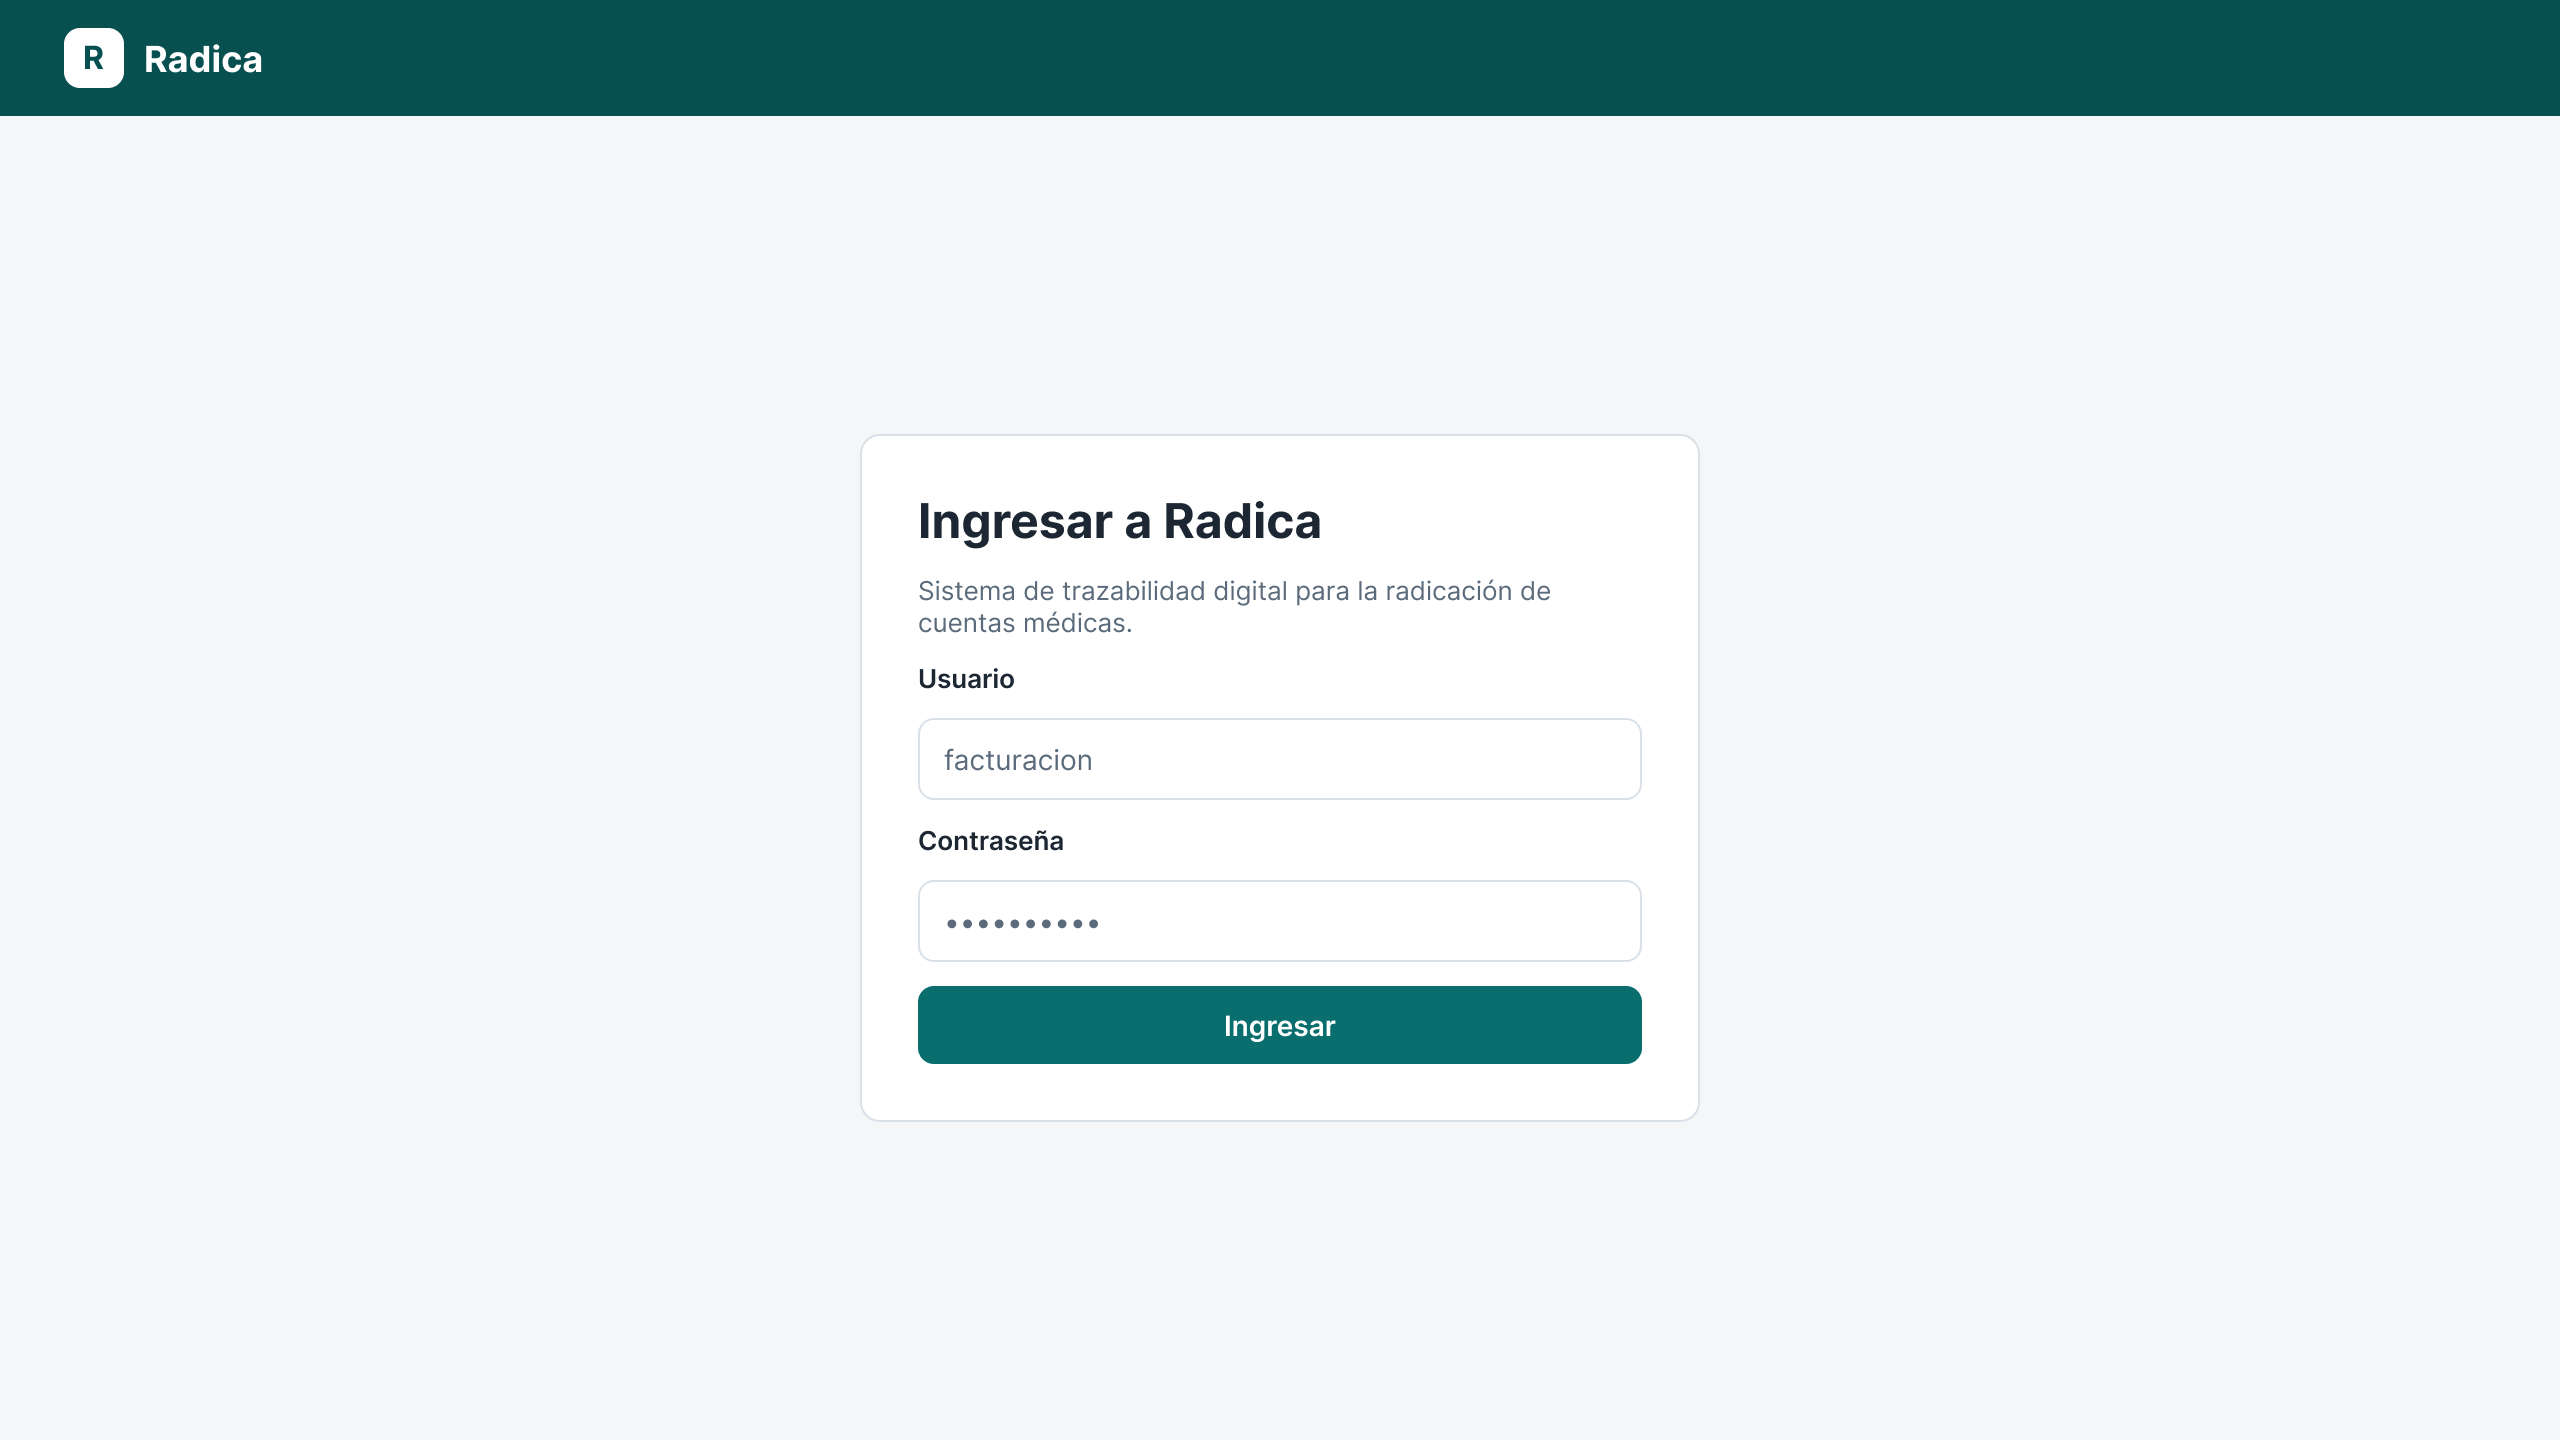 R Radica
Ingresar a Radica
Sistema de trazabilidad digital para la radicación de
cuentas médicas.
Usuario
facturacion
Contraseña
••••••••••
Ingresar